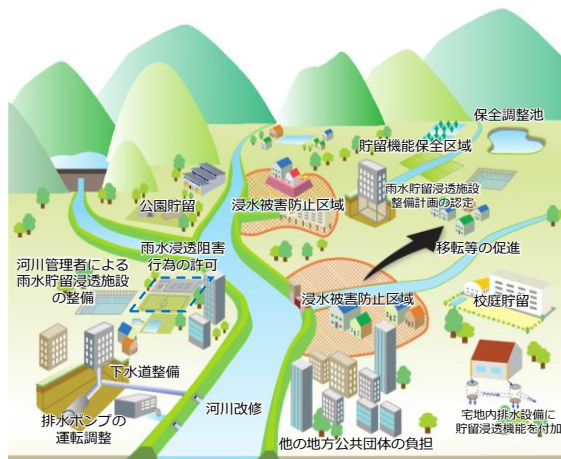 保全調整池
貯留機能保全区域
雨水貯留浸透施設
整備計画の認定
公園貯留
浸水被害防止区域
雨水浸透阻害
行為の許可
移転等の促進
河川管理者による
雨水貯留浸透施設
の整備
浸水被害防止区域
校庭貯留
下水道整備
排水ポンプの
運転調整
河川改修
他の地方公共団体の負担
宅地内排水設備に
貯留浸透機能を付加